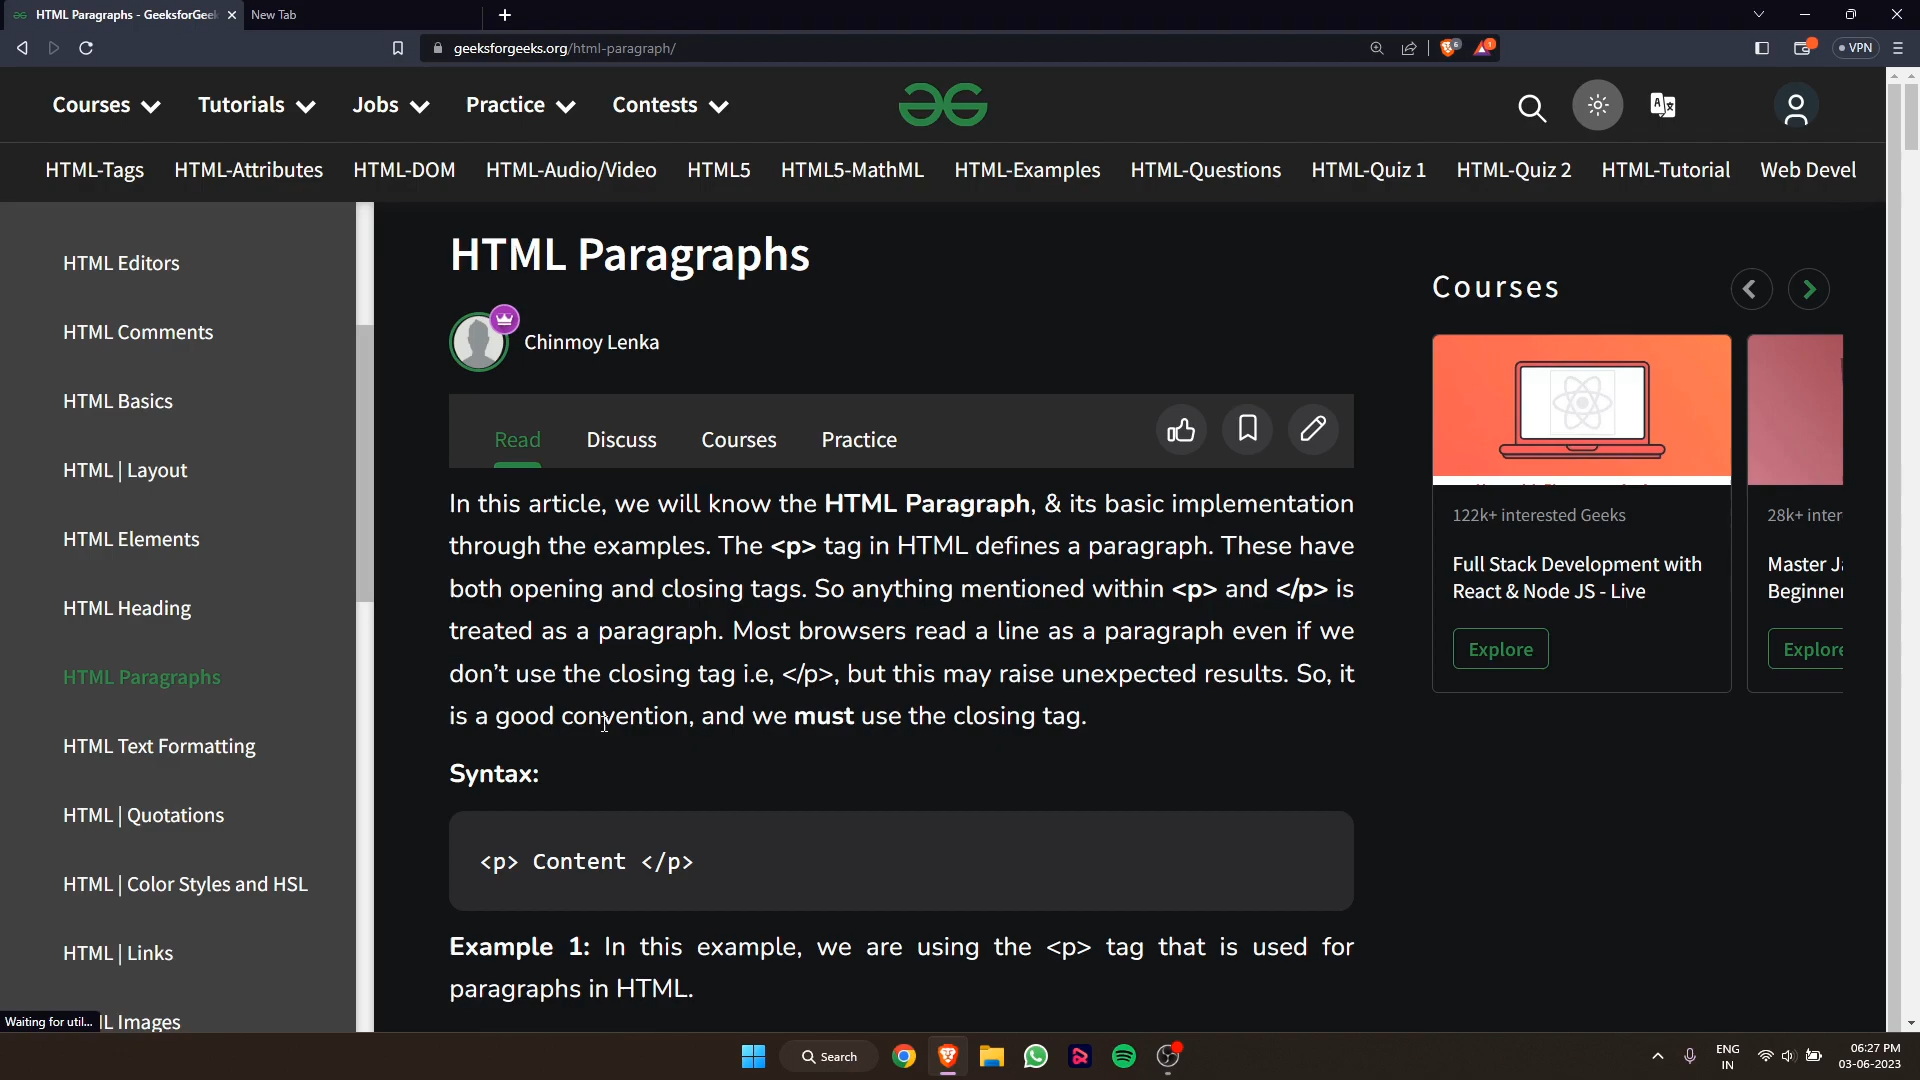 HTML Paragraphs - GeeksforGeek
New Tab
geeksforgeeks.org/html-paragraph/
6
1
VPN
Courses
Tutorials
Jobs
Practice
Contests
HTML-Tags
HTML-Attributes
HTML-DOM
HTML-Audio/Video
HTML5
HTML5-MathML
HTML-Examples
HTML-Questions
HTML-Quiz 1
HTML-Quiz 2
HTML-Tutorial
Web Devel
HTML Editors
HTML Comments
HTML Basics
HTML | Layout
HTML Elements
HTML Heading
HTML Paragraphs
HTML Text Formatting
HTML | Quotations
HTML | Color Styles and HSL
HTML | Links
L Images
Waiting for util...
HTML Paragraphs
Chinmoy Lenka
Read
Discuss
Courses
Practice
In this article, we will know the HTML Paragraph, & its basic implementation
through the examples. The <p> tag in HTML defines a paragraph. These have
both opening and closing tags. So anything mentioned within <p> and </p> is
treated as a paragraph. Most browsers read a line as a paragraph even if we
don’t use the closing tag i.e, </p>, but this may raise unexpected results. So, it
is a good convention, and we must use the closing tag.
Syntax:
<p> Content </p>
Example 1: In this example, we are using the <p> tag that is used for
paragraphs in HTML.
Courses
122k+ interested Geeks
Full Stack Development with
React & Node JS - Live
Explore
28k+ inter
Master Ja
Beginner
Explore
Search
ENG
IN
06:27 PM
03-06-2023